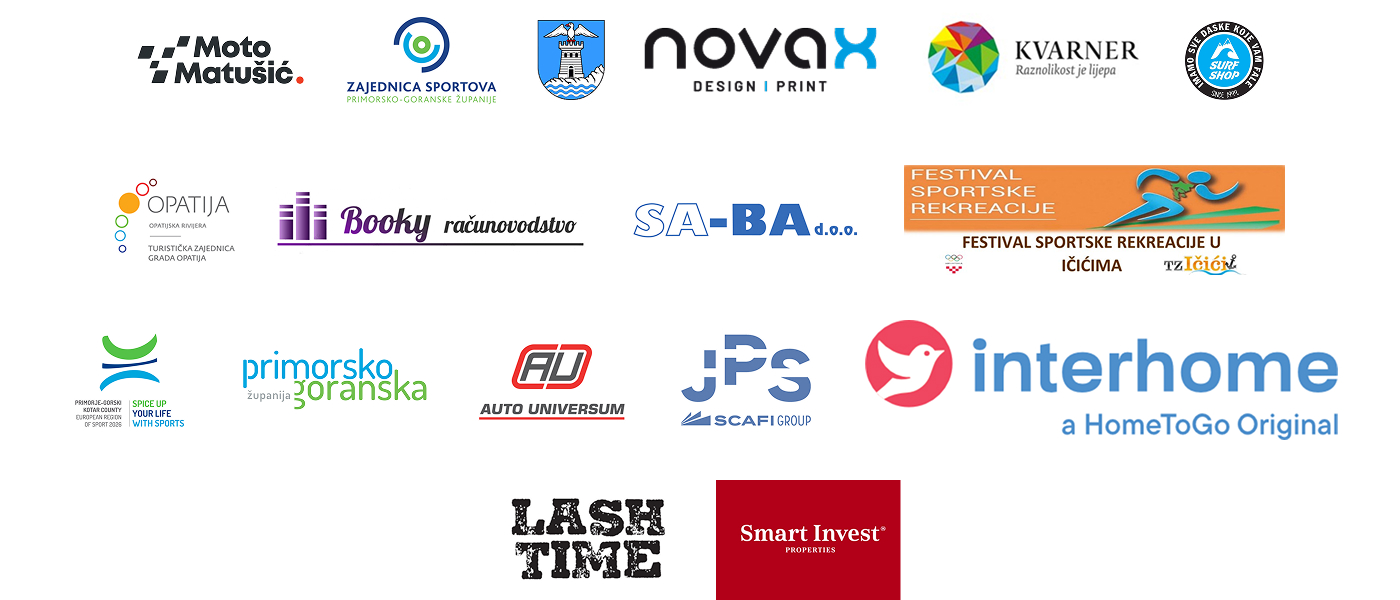 Moto
Matušić.
ZAJEDNICA SPORTOVA
PRIMORSKO-GORANSKE ŽUPANIJE
novax
DESIGN | PRINT
KVARNER
Raznolikost je lijepa
IMAMO SVE DASKE KOJE VAM FALE
SURF
SHOP
OPATIJA
OPATIJSKA RIVIJERA
TURISTIČKA ZAJEDNICA
GRADA OPATIJA
Booky računovodstvo
SA-BA d.o.o.
FESTIVAL
SPORTSKE
REKREACIJE
FESTIVAL SPORTSKE REKREACIJE U
IČIĆIMA
TZ Ičići
PRIMORJE-GORSKI
KOTAR COUNTY
EUROPEAN REGION
OF SPORT 2026
SPICE UP
YOUR LIFE
WITH SPORTS
primorsko
goranska
županija
AU
AUTO UNIVERSUM
JPS
SCAFI GROUP
interhome
a HomeToGo Original
LASH
TIME
Smart Invest®
PROPERTIES